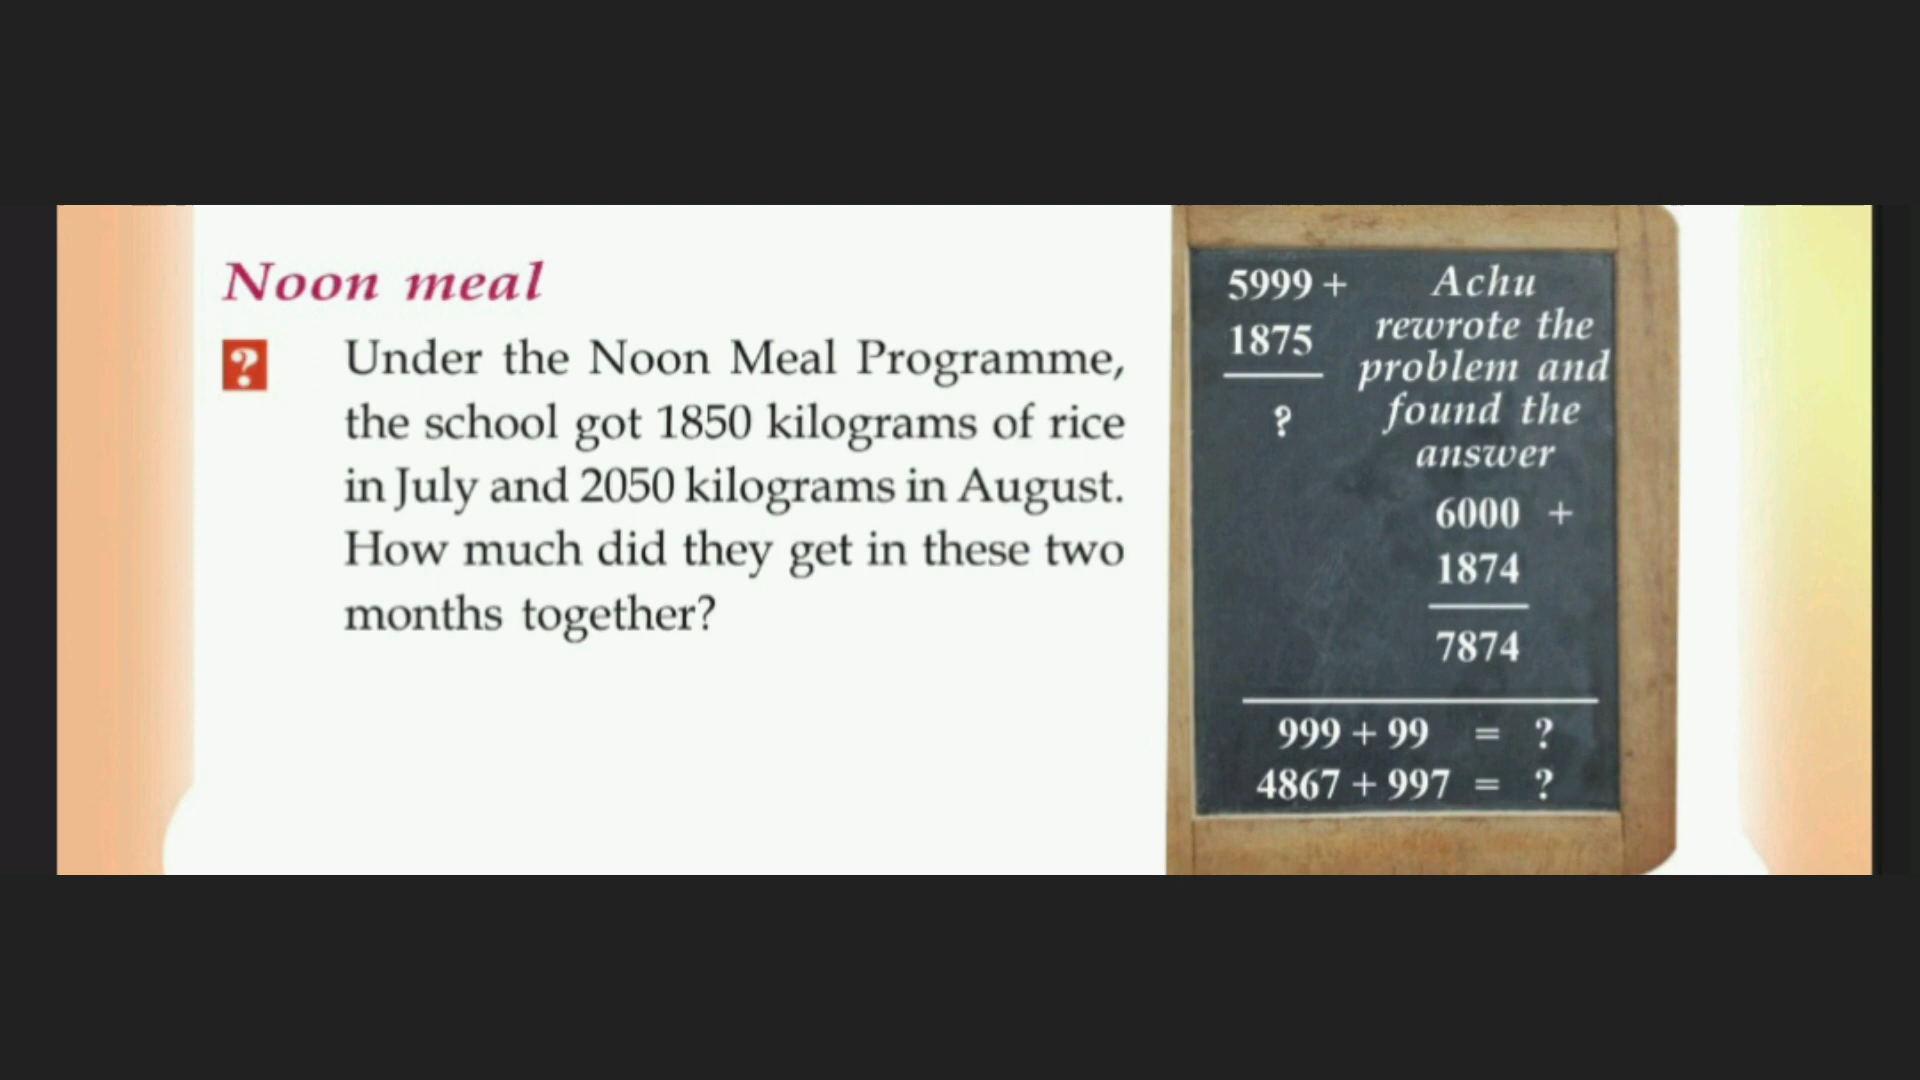 Noon meal
?
Under the Noon Meal Programme,
the school got 1850 kilograms of rice
in July and 2050 kilograms in August.
How much did they get in these two
months together?
5999 +
1875
?
Achu
rewrote the
problem and
found the
answer
6000 +
1874
7874
999 + 99 = ?
4867 + 997 = ?